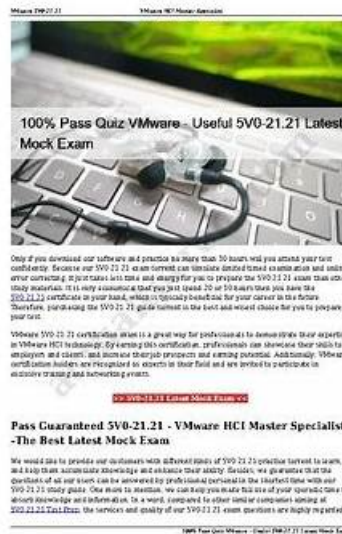 VMware 5V0-21.21 VMware HCI Master Specialist
100% Pass Quiz VMware - Useful 5V0-21.21 Latest
Mock Exam
Only if you download our software and practice no more than 30 hours will you attend your test
confidently. Because our 5V0-21.21 exam torrent can simulate limited timed examination and online
error correcting, it just takes less time and energy for you to prepare the 5V0-21.21 exam than other
study materials. It is very economical that you just spend 20 or 30 hours then you have the
5V0-21.21 certificate in your hand, which is typically beneficial for your career in the future.
Therefore, purchasing the 5V0-21.21 guide torrent is the best and wisest choice for you to prepare
your test.
VMware 5V0-21.21 certification exam is a great way for professionals to demonstrate their expertise
in VMware HCI technology. By earning this certification, professionals can showcase their skills to
employers and clients, and increase their job prospects and earning potential. Additionally, VMware
certification holders are recognized as experts in their field and are invited to participate in
exclusive training and networking events.
>> 5V0-21.21 Latest Mock Exam <<
Pass Guaranteed 5V0-21.21 - VMware HCI Master Specialist
-The Best Latest Mock Exam
We would like to provide our customers with different kinds of 5V0-21.21 practice torrent to learn,
and help them accumulate knowledge and enhance their ability. Besides, we guarantee that the
questions of all our users can be answered by professional personal in the shortest time with our
5V0-21.21 study guide. One more to mention, we can help you make full use of your sporadic time to
absorb knowledge and information. In a word, compared to other similar companies aiming at
5V0-21.21 Test Prep, the services and quality of our 5V0-21.21 exam questions are highly regarded
100% Pass Quiz VMware - Useful 5V0-21.21 Latest Mock Exam